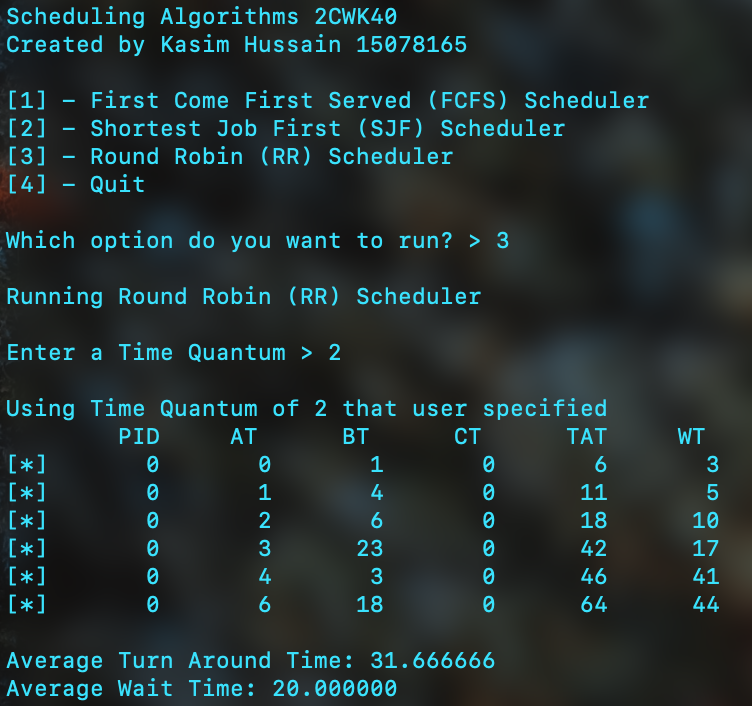 Scheduling Algorithms 2CWK40
Created by Kasim Hussain 15078165
[1] – First Come First Served (FCFS) Scheduler
[2] – Shortest Job First (SJF) Scheduler
[3] – Round Robin (RR) Scheduler
[4] – Quit
Which option do you want to run? > 3
Running Round Robin (RR) Scheduler
Enter a Time Quantum > 2
Using Time Quantum of 2 that user specified
PID AT BT CT TAT WT
[*] 0 0 1 0 6 3
[*] 0 1 4 0 11 5
[*] 0 2 6 0 18 10
[*] 0 3 23 0 42 17
[*] 0 4 3 0 46 41
[*] 0 6 18 0 64 44
Average Turn Around Time: 31.666666
Average Wait Time: 20.000000